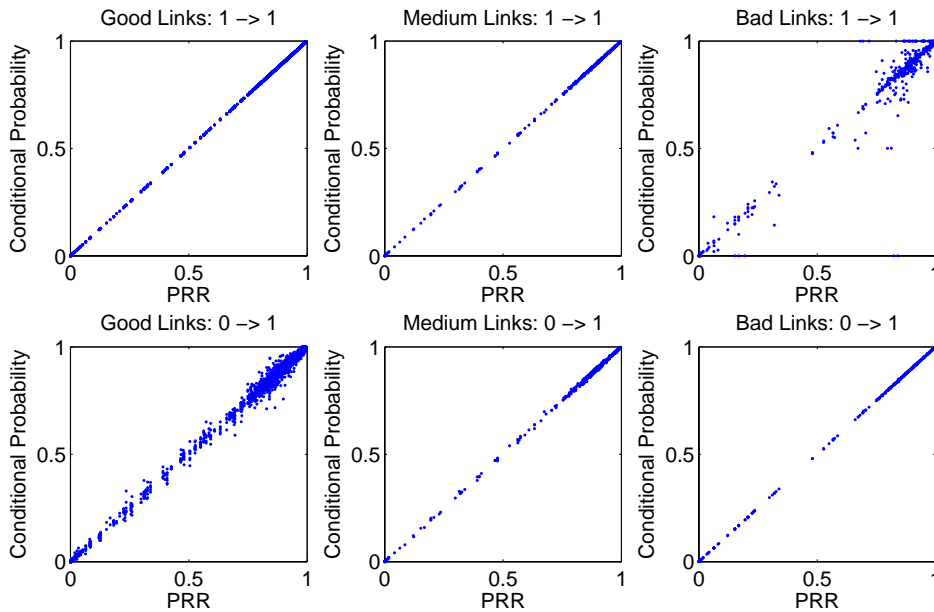 Good Links: 1 −> 1
Medium Links: 1 −> 1
Bad Links: 1 −> 1
Conditional Probability
1
0.5
0
0
0.5
1
PRR
Conditional Probability
1
0.5
0
0
0.5
1
PRR
Conditional Probability
1
0.5
0
0
0.5
1
PRR
Good Links: 0 −> 1
Medium Links: 0 −> 1
Bad Links: 0 −> 1
Conditional Probability
1
0.5
0
0
0.5
1
PRR
Conditional Probability
1
0.5
0
0
0.5
1
PRR
Conditional Probability
1
0.5
0
0
0.5
1
PRR